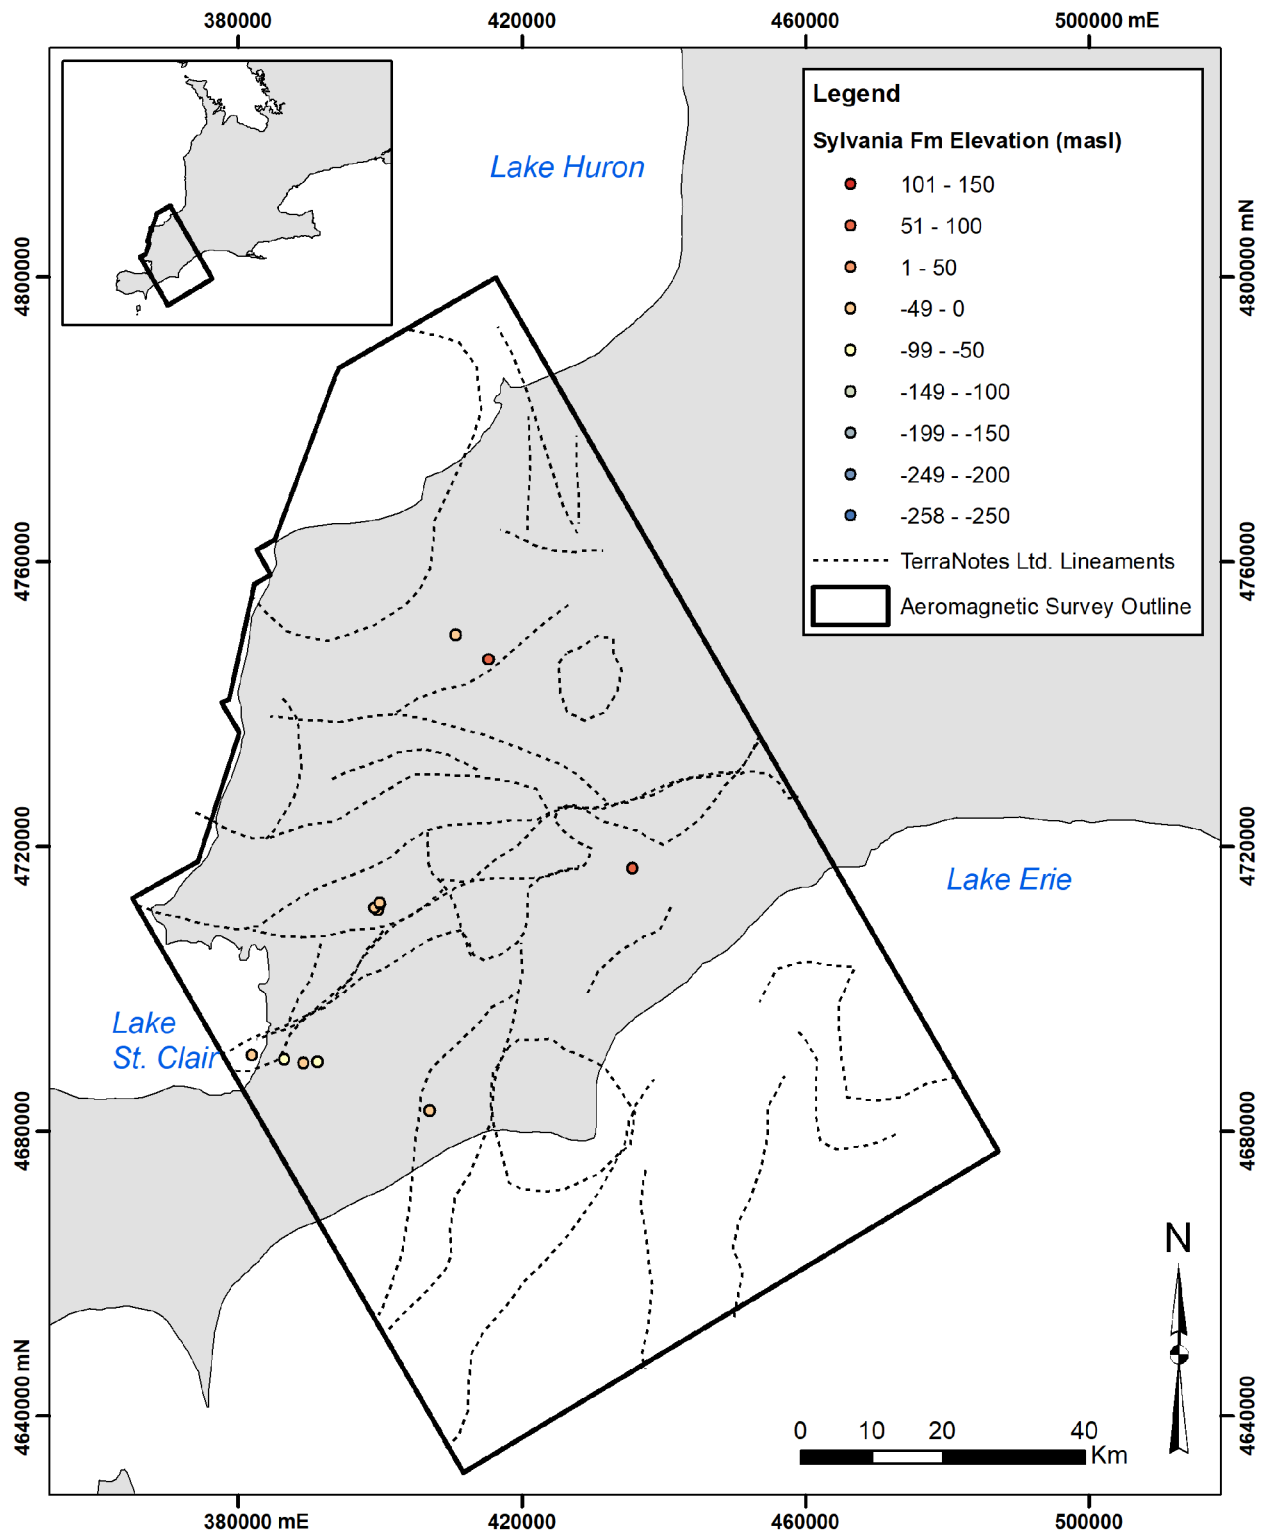 380000
420000
460000
500000 mE
Legend
Sylvania Fm Elevation (masl)
101 - 150
51 - 100
1 - 50
-49 - 0
-99 - -50
-149 - -100
-199 - -150
-249 - -200
-258 - -250
TerraNotes Ltd. Lineaments
Aeromagnetic Survey Outline
Lake Huron
Lake Erie
Lake
St. Clair
4800000
4760000
4720000
4680000
4640000 mN
4800000 mN
4760000
4720000
4680000
4640000
N
0 10 20 40
Km
380000 mE
420000
460000
500000